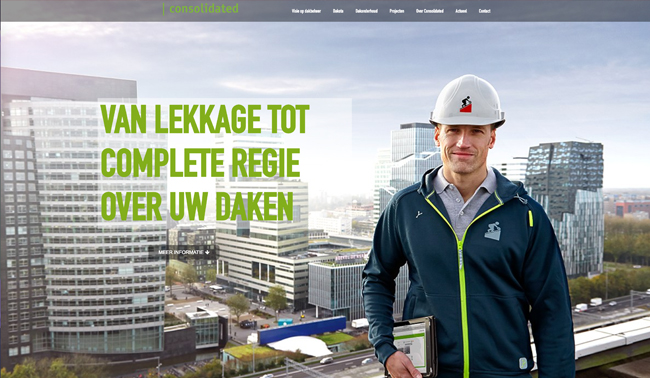 consolidated
Visie op dakbeheer Solutie Dakonderhoud Projecten Over Consolidated Actueel Contact
VAN LEKKAGE TOT
COMPLETE REGIE
OVER UW DAKEN
MEER INFORMATIE